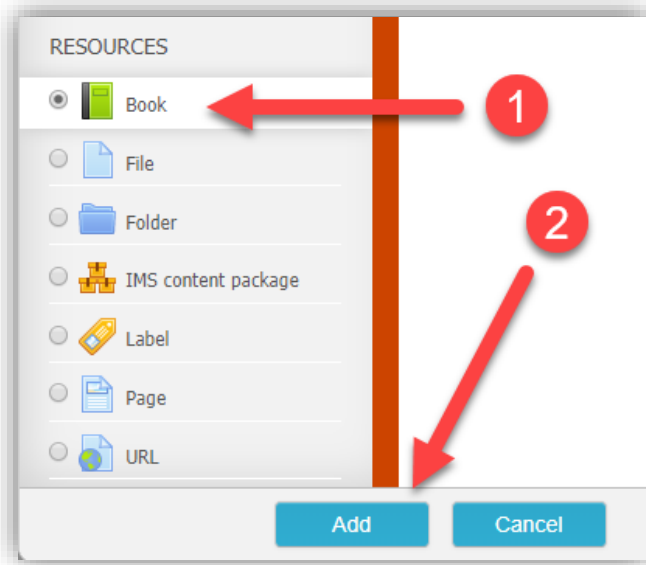 RESOURCES
Book
1
File
Folder
2
IMS content package
Label
Page
URL
Add Cancel